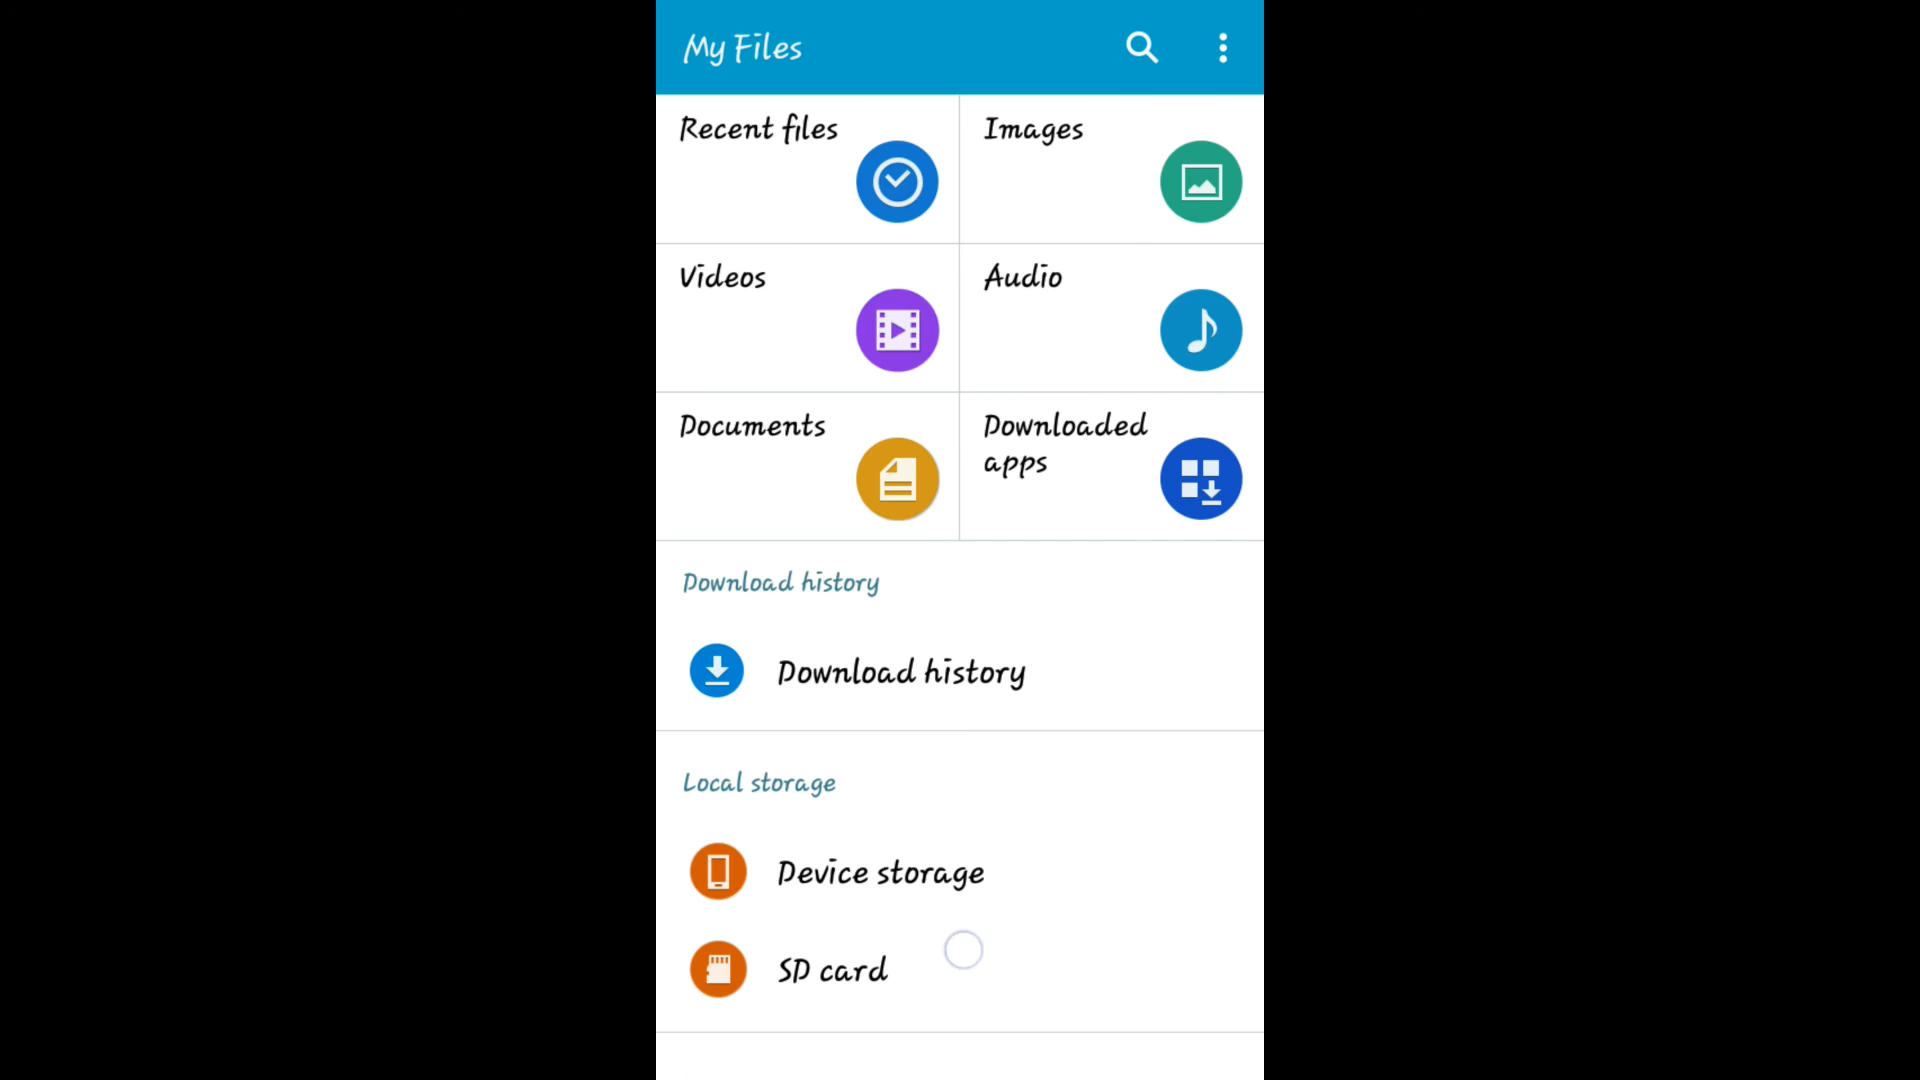 My Files
Recent files
Images
Videos
Audio
Documents
Downloaded
apps
Download history
Download history
Local storage
Device storage
SD card